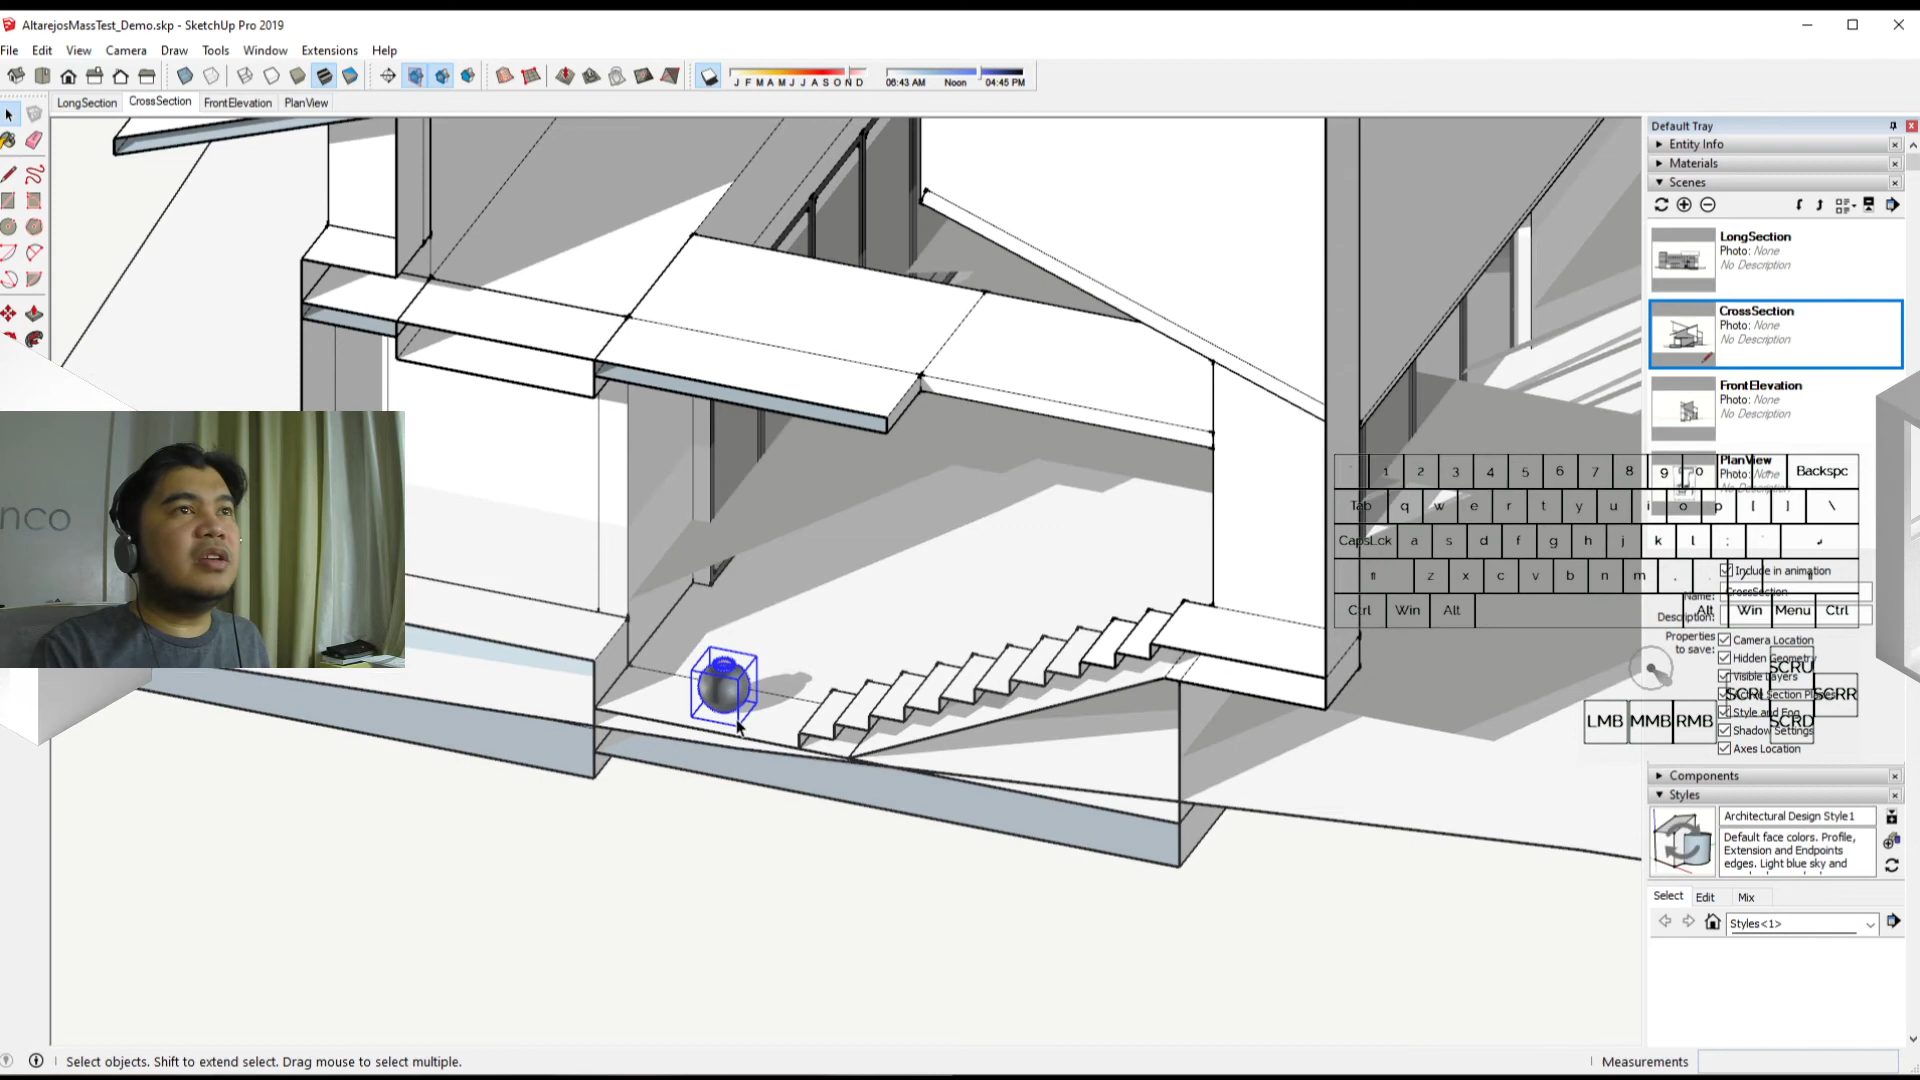 AltarejosMassTest_Demo.skp - SketchUp Pro 2019
File Edit View Camera Draw Tools Window Extensions Help
J F M A M J J A S O N D 06:43 AM Noon 04:45 PM
LongSection CrossSection FrontElevation PlanView
Default Tray
Entity Info
Materials
Scenes
LongSection
Photo: None
No Description
CrossSection
Photo: None
No Description
FrontElevation
Photo: None
No Description
PlanView
Photo: None
1 2 3 4 5 6 7 8 9 0 Backspc
Tab q w e r t y u i o p [ ] \
CapsLck a s d f g h j k l ;
z x c v b n m . /
Ctrl Win Alt Alt Win Menu Ctrl
Include in animation
Name: CrossSection
Description:
Properties to save:
Camera Location
Hidden Geometry
Visible Layers
Section Planes
Style and Fog
Shadow Settings
Axes Location
SCRU
SCRL SCRR
LMB MMB RMB SCRD
nco
Components
Styles
Architectural Design Style1
Default face colors. Profile,
Extension and Endpoints
edges. Light blue sky and
Select Edit Mix
Styles<1>
Select objects. Shift to extend select. Drag mouse to select multiple.
Measurements